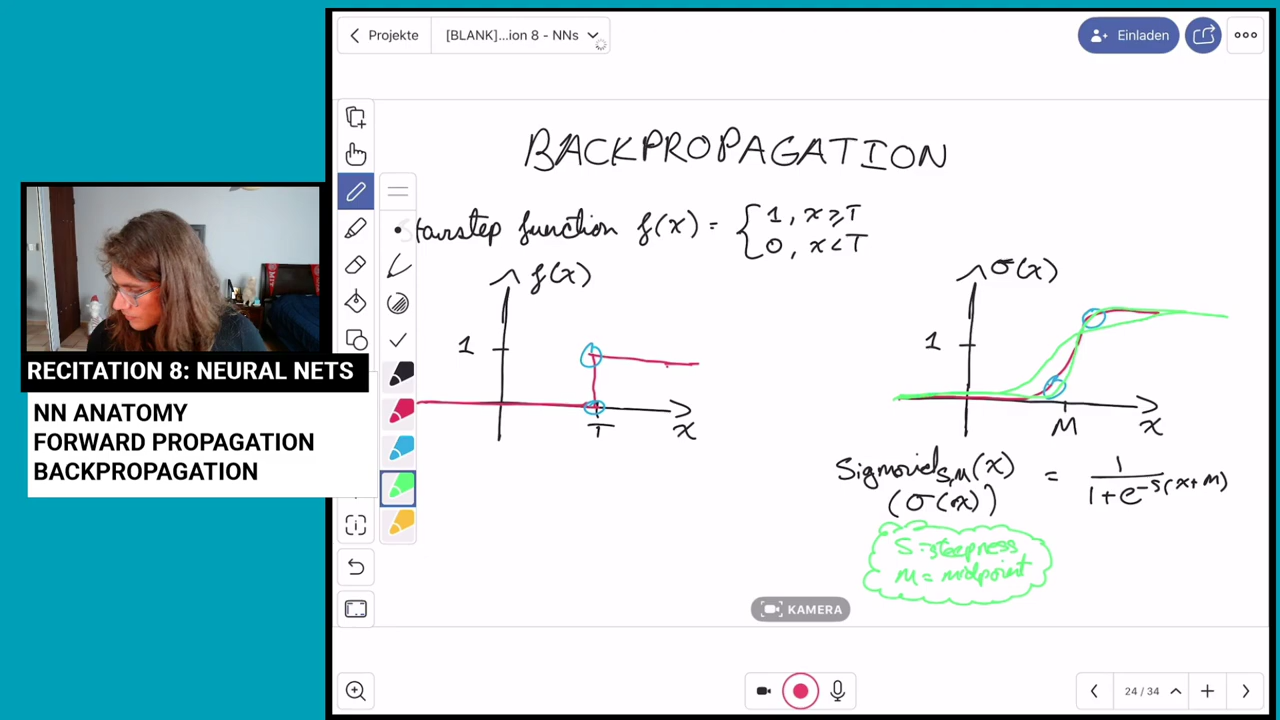 Projekte
[BLANK]...ion 8 - NNs
Einladen
BACKPROPAGATION
• Stairstep function f(x) = { 1, x ≥ T
0, x < T
f(x)
1
T
x
σ(x)
1
M
x
Sigmoid S,M (x) = 1 / 1+e^-S(x+M)
(σ(x))
S = steepness
M = midpoint
RECITATION 8: NEURAL NETS
NN ANATOMY
FORWARD PROPAGATION
BACKPROPAGATION
KAMERA
24 / 34